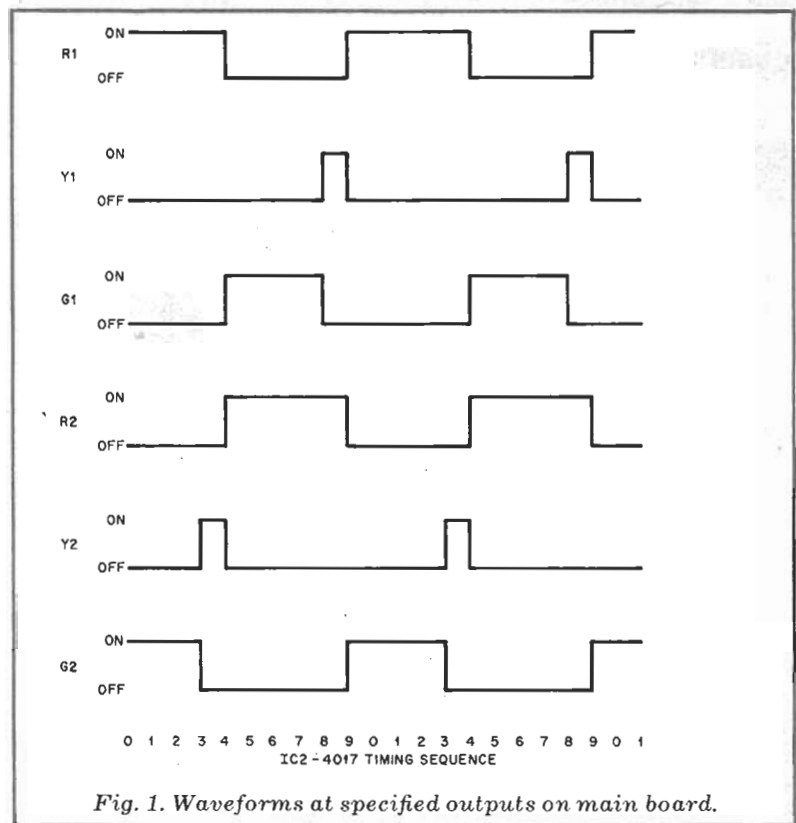 ON
R1
OFF
ON
Y1
OFF
ON
G1
OFF
ON
R2
OFF
ON
Y2
OFF
ON
G2
OFF
0 1 2 3 4 5 6 7 8 9 0 1 2 3 4 6 7 8 9 0 1
IC2-4017 TIMING SEQUENCE
Fig. 1. Waveforms at specified outputs on main board.